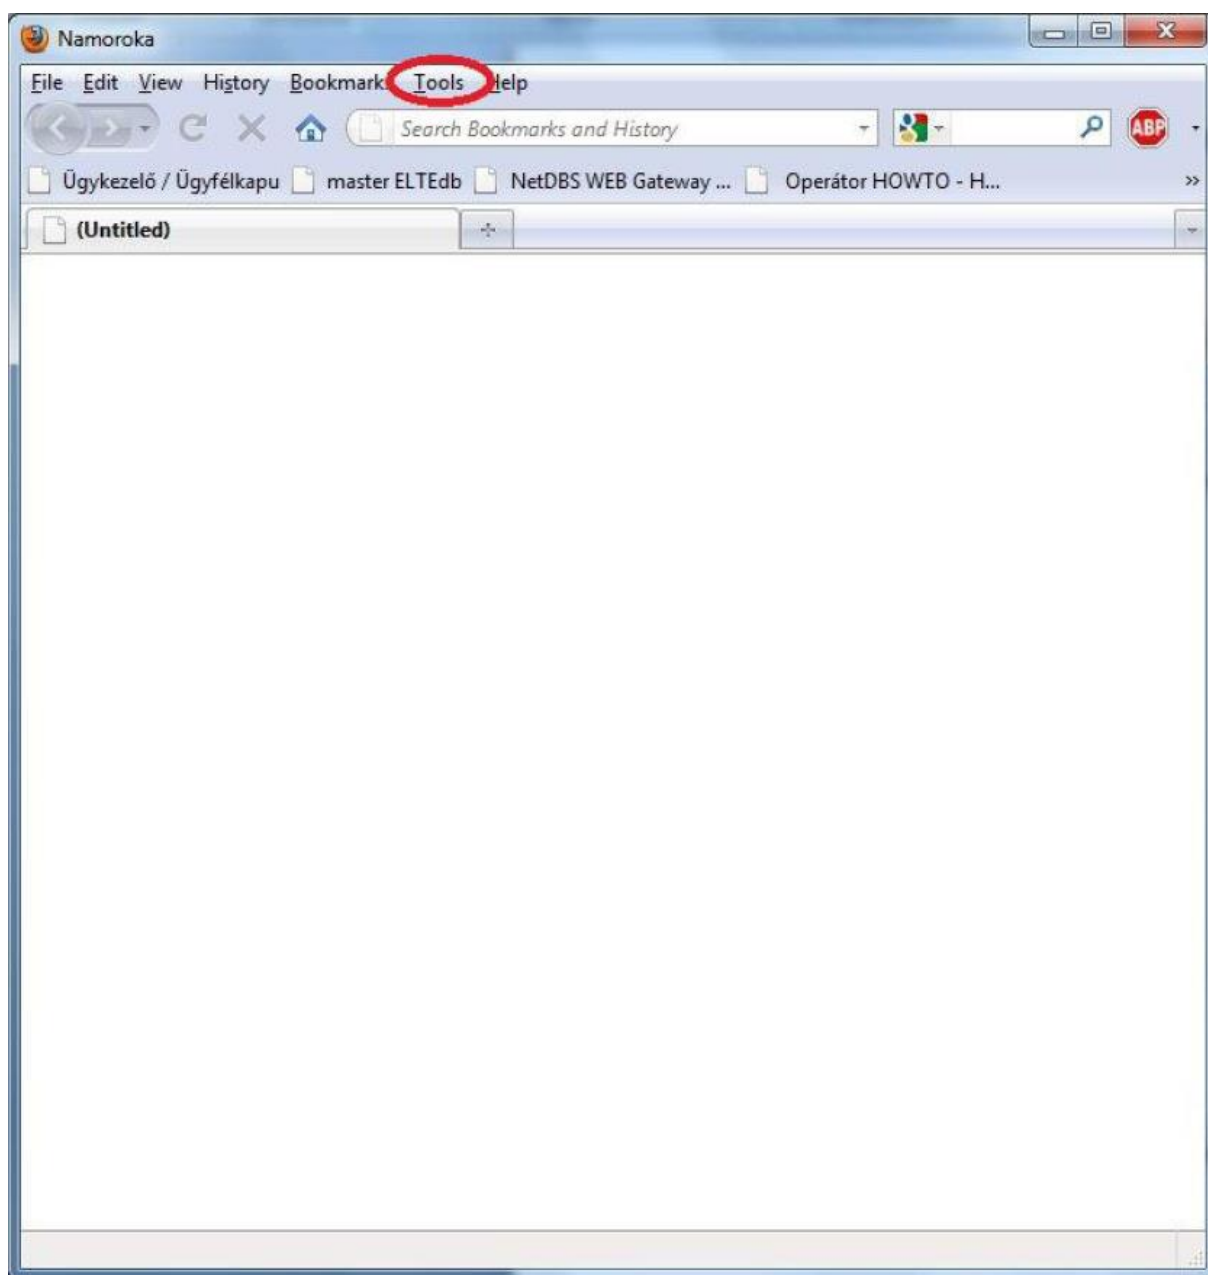 Namoroka
File Edit View History Bookmark Tools Help
Search Bookmarks and History ABP
Ügykezelő / Ügyfélkapu master ELTEdb NetDBS WEB Gateway ... Operátor HOWTO - H... »
(Untitled)